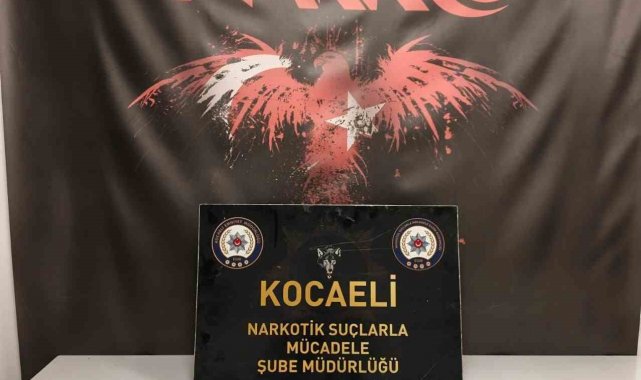 KOCAELİ
NARKOTİK SUÇLARLA
MÜCADELE
ŞUBE MÜDÜRLÜĞÜ